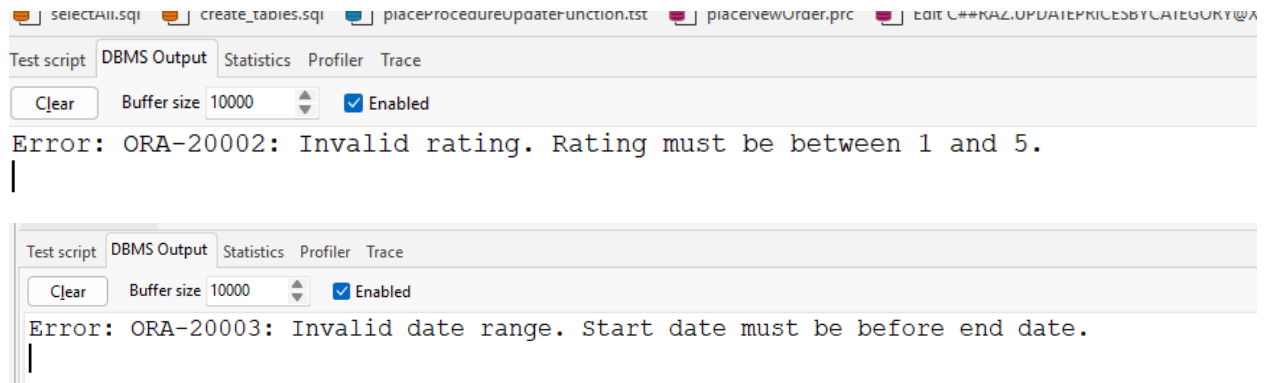 selectAll.sql create_tables.sql placeProcedureUpdateFunction.tst placeNewOrder.prc Edit C##RAZ.UPDATEPRICESBYCATEGORY@X
Test script DBMS Output Statistics Profiler Trace
Clear Buffer size 10000 Enabled
Error: ORA-20002: Invalid rating. Rating must be between 1 and 5.
Test script DBMS Output Statistics Profiler Trace
Clear Buffer size 10000 Enabled
Error: ORA-20003: Invalid date range. Start date must be before end date.